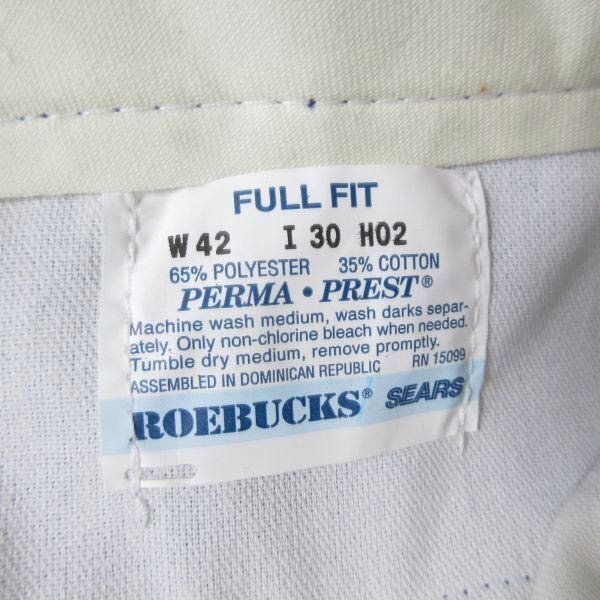 FULL FIT
W 42 I 30 H02
65% POLYESTER 35% COTTON
PERMA • PREST®
Machine wash medium, wash darks separ-
ately. Only non-chlorine bleach when needed.
Tumble dry medium, remove promptly.
ASSEMBLED IN DOMINICAN REPUBLIC RN 15099
ROEBUCKS® SEARS